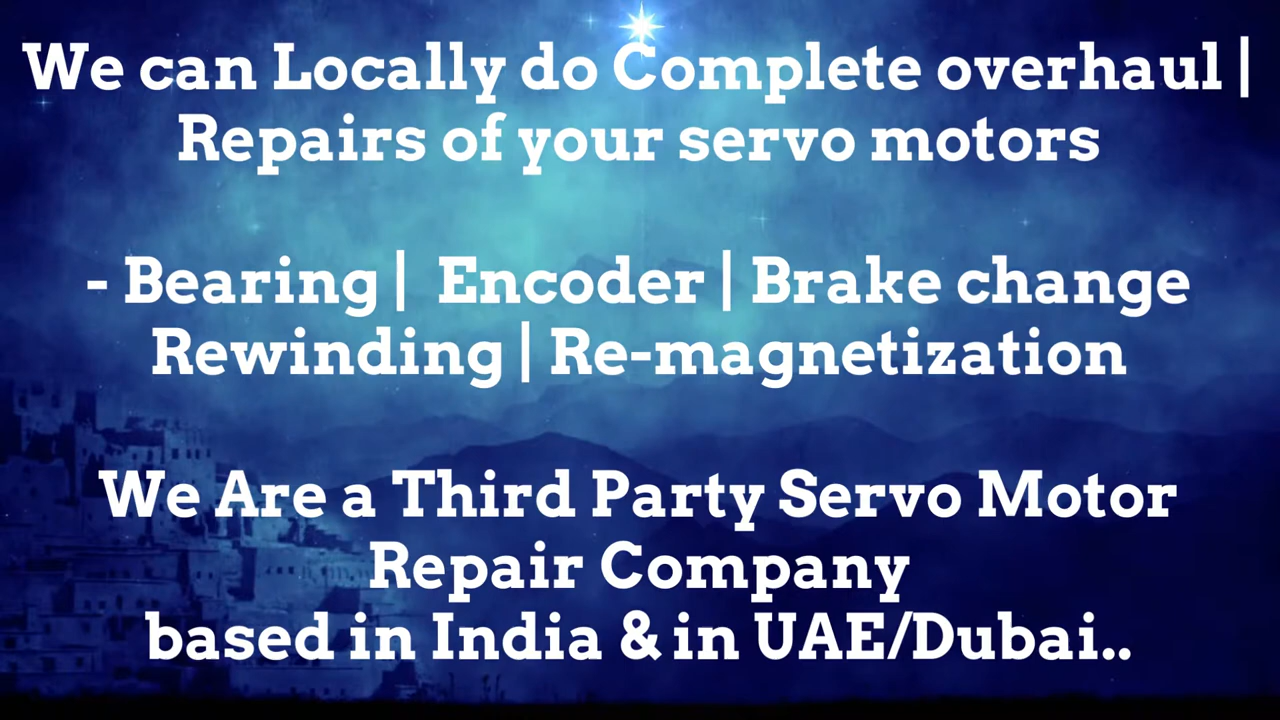 We can Locally do Complete overhaul |
Repairs of your servo motors
- Bearing | Encoder | Brake change
Rewinding | Re-magnetization
We Are a Third Party Servo Motor
Repair Company
based in India & in UAE/Dubai..